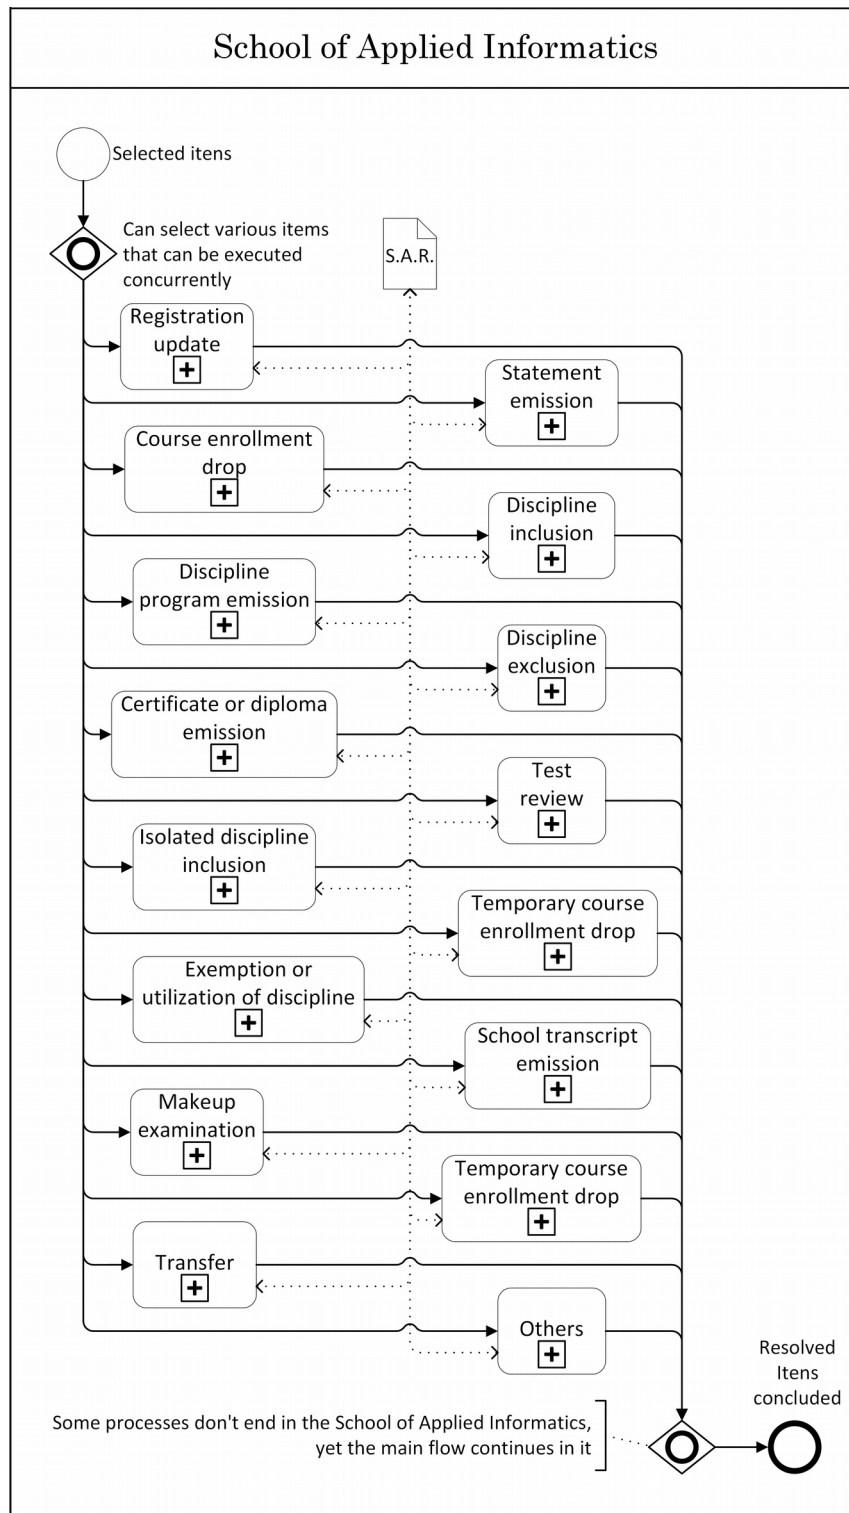 School of Applied Informatics
Selected itens
Can select various items
that can be executed
concurrently
S.A.R.
Registration
update
Statement
emission
Course enrollment
drop
Discipline
inclusion
Discipline
program emission
Discipline
exclusion
Certificate or diploma
emission
Test
review
Isolated discipline
inclusion
Temporary course
enrollment drop
Exemption or
utilization of discipline
School transcript
emission
Makeup
examination
Temporary course
enrollment drop
Transfer
Others
Resolved
Itens
concluded
Some processes don't end in the School of Applied Informatics,
yet the main flow continues in it